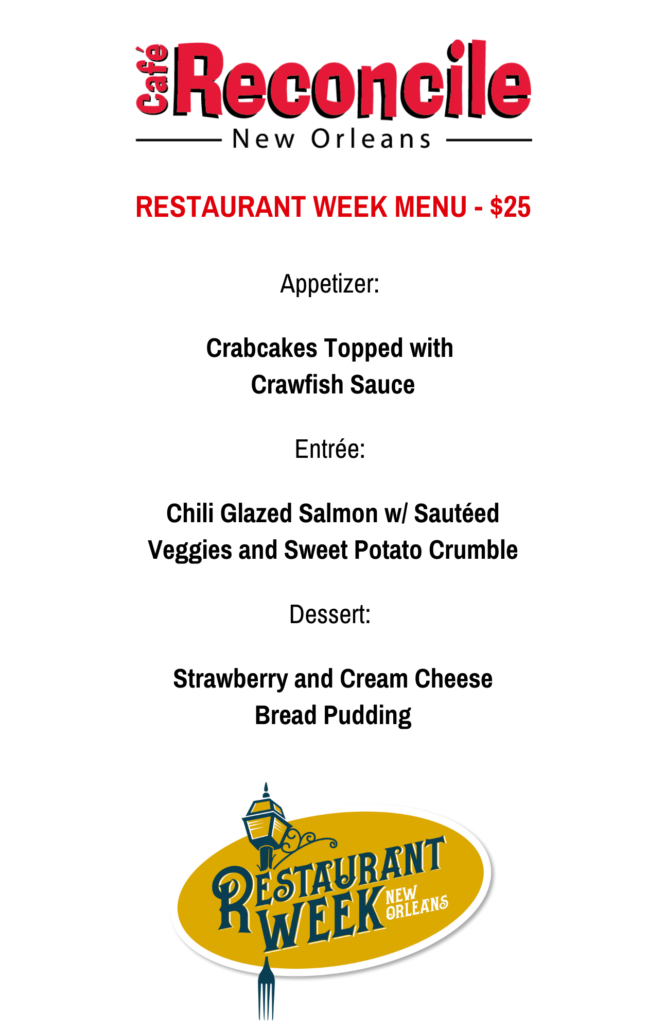 Café Reconcile
New Orleans
RESTAURANT WEEK MENU - $25
Appetizer:
Crabcakes Topped with
Crawfish Sauce
Entrée:
Chili Glazed Salmon w/ Sautéed
Veggies and Sweet Potato Crumble
Dessert:
Strawberry and Cream Cheese
Bread Pudding
RESTAURANT
WEEK
NEW
ORLEANS